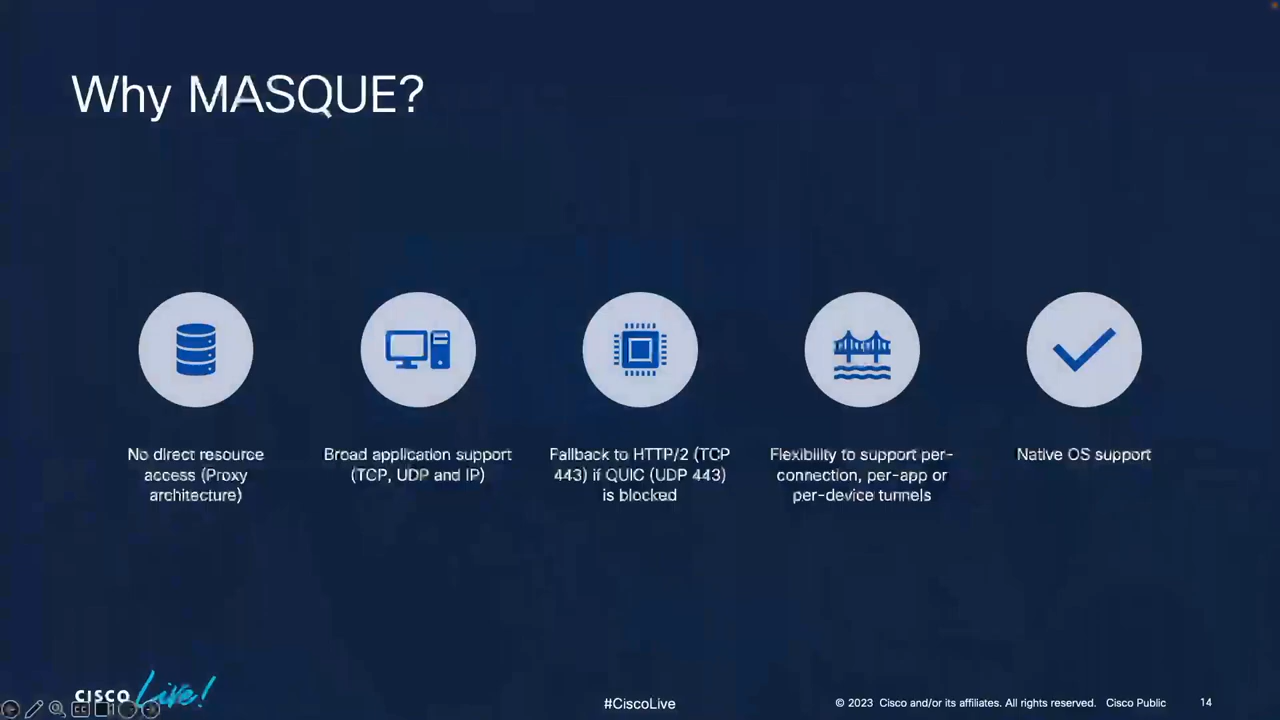 Why MASQUE?
No direct resource
access (Proxy
architecture)
Broad application support
(TCP, UDP and IP)
Fallback to HTTP/2 (TCP
443) if QUIC (UDP 443)
is blocked
Flexibility to support per-
connection, per-app or
per-device tunnels
Native OS support
CISCO Live!
#CiscoLive
© 2023 Cisco and/or its affiliates. All rights reserved. Cisco Public
14